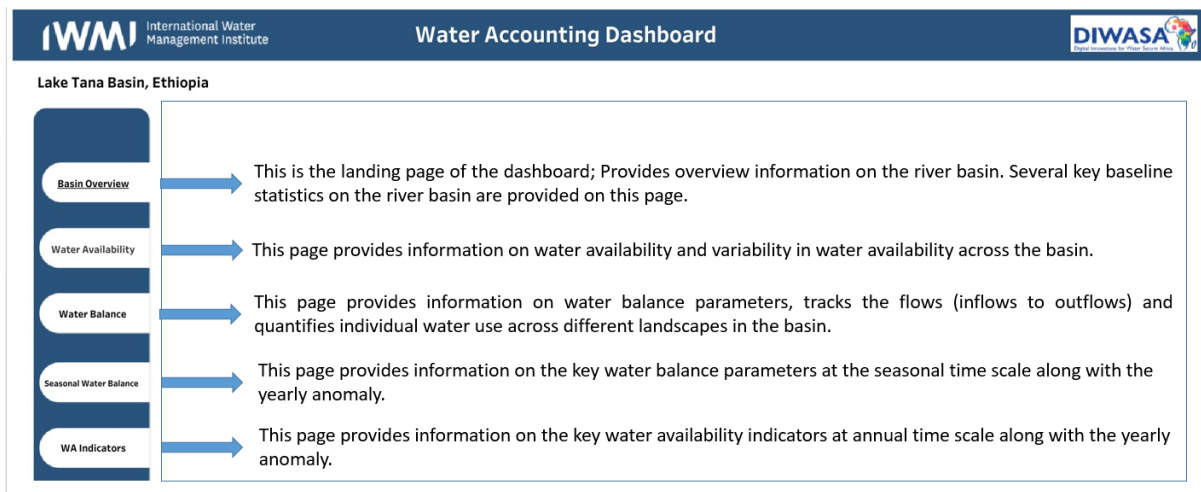 IWMI International Water
Management Institute
Water Accounting Dashboard
DIWASA
Digital Innovations for Water Secure Africa
Lake Tana Basin, Ethiopia
Basin Overview
This is the landing page of the dashboard; Provides overview information on the river basin. Several key baseline
statistics on the river basin are provided on this page.
Water Availability
This page provides information on water availability and variability in water availability across the basin.
Water Balance
This page provides information on water balance parameters, tracks the flows (inflows to outflows) and
quantifies individual water use across different landscapes in the basin.
Seasonal Water Balance
This page provides information on the key water balance parameters at the seasonal time scale along with the
yearly anomaly.
WA Indicators
This page provides information on the key water availability indicators at annual time scale along with the yearly
anomaly.